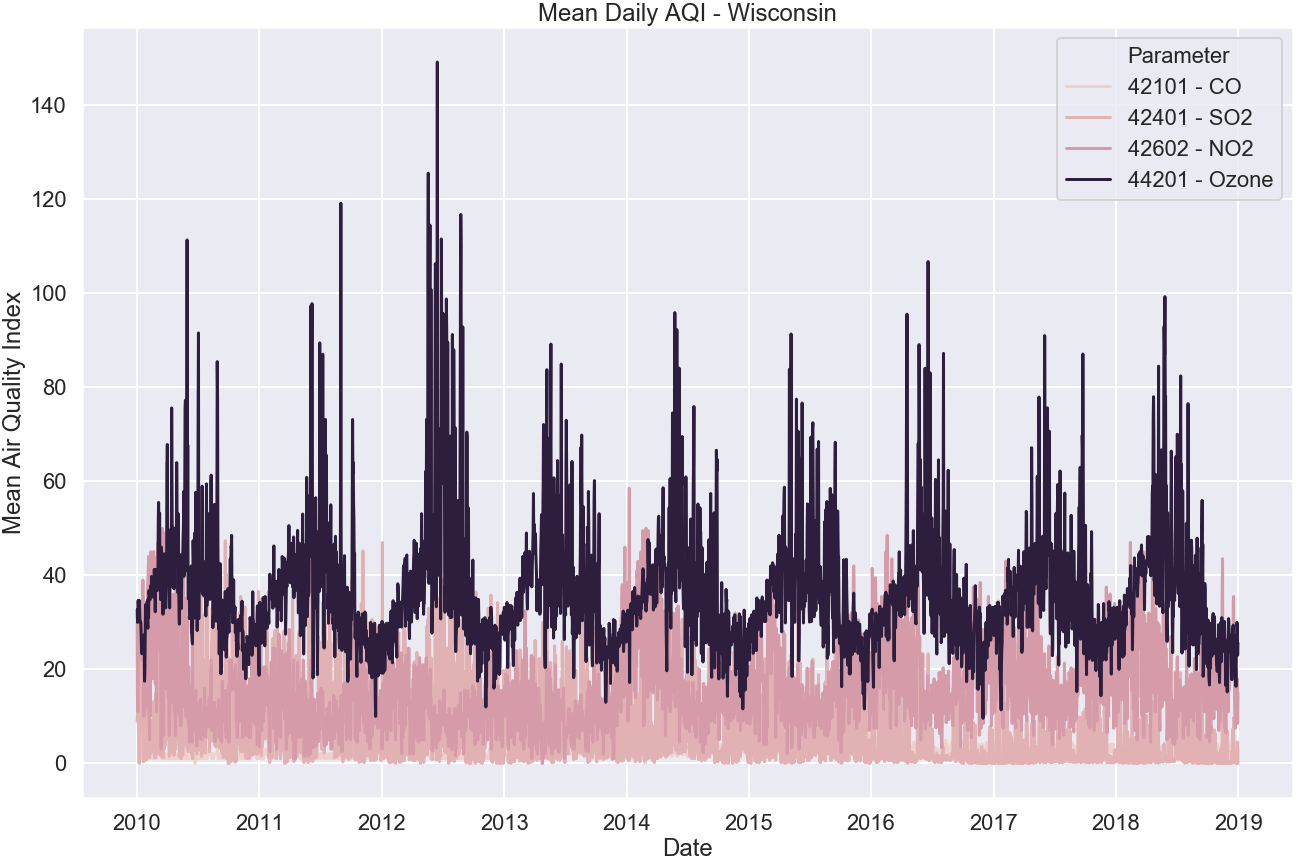 Mean Daily AQI - Wisconsin
Parameter
42101 - CO
42401 - SO2
42602 - NO2
44201 - Ozone
Mean Air Quality Index
140
120
100
80
60
40
20
0
2010 2011 2012 2013 2014 2015 2016 2017 2018 2019
Date